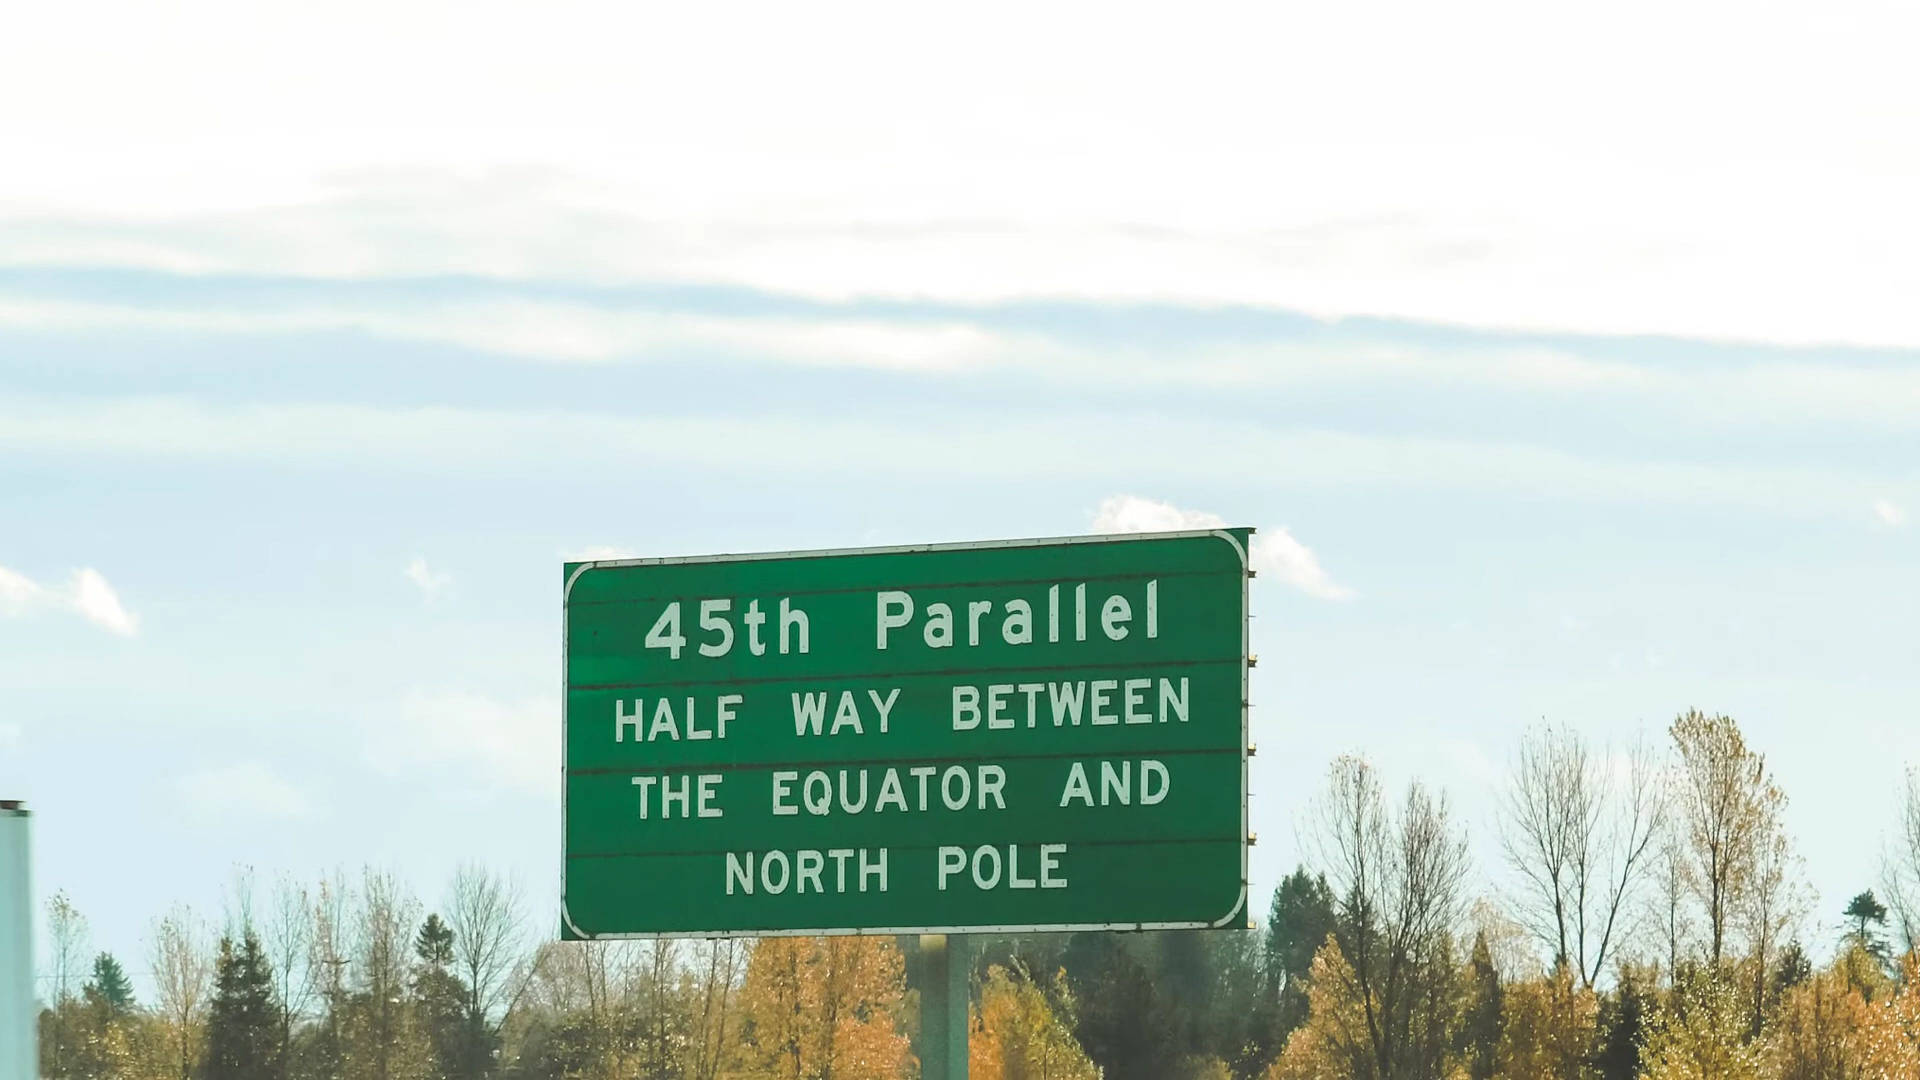 45th Parallel
HALF WAY BETWEEN
THE EQUATOR AND
NORTH POLE